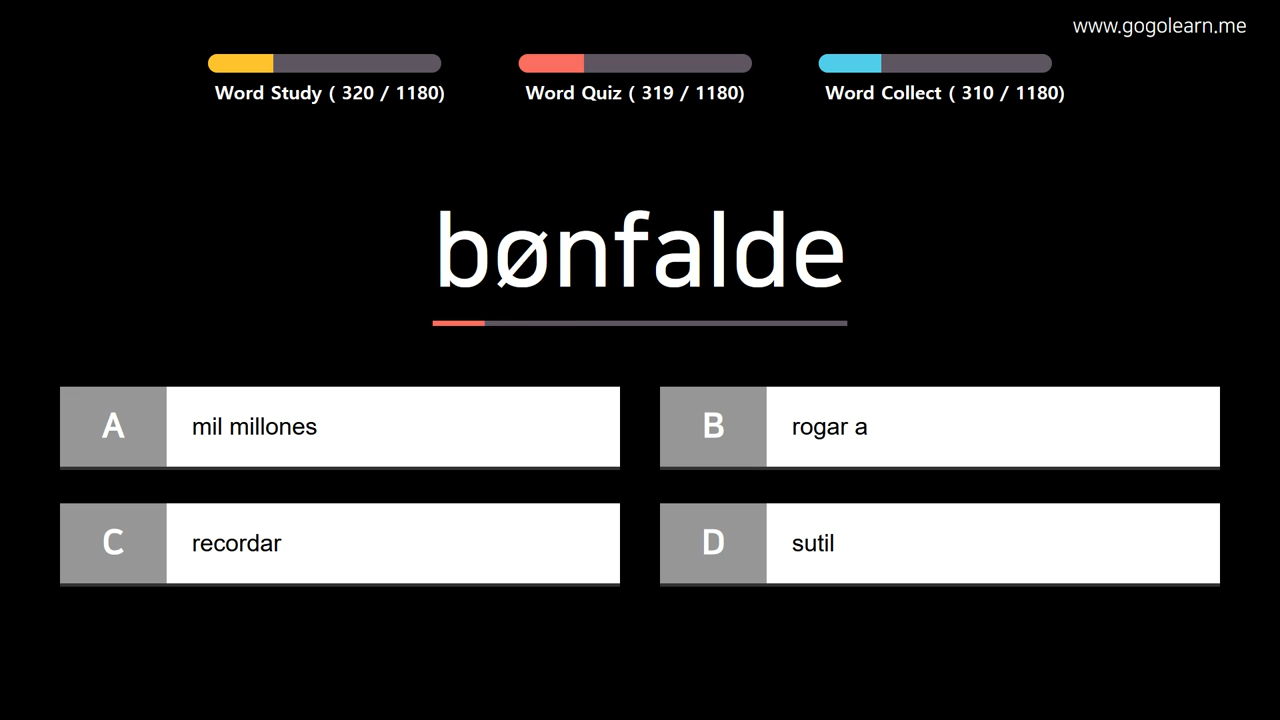 www.gogolearn.me
Word Study ( 320 / 1180)
Word Quiz ( 319 / 1180)
Word Collect ( 310 / 1180)
bønfalde
A mil millones
B rogar a
C recordar
D sutil